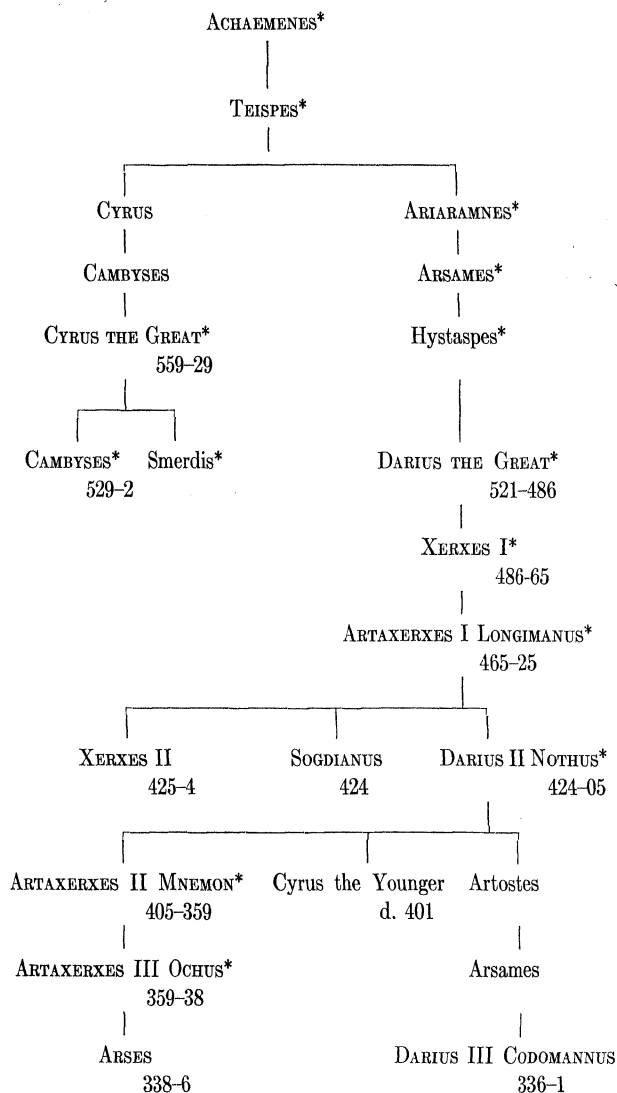 ACHAEMENES*
TEISPES*
CYRUS ARIARAMNES*
CAMBYSES ARSAMES*
CYRUS THE GREAT* Hystaspes*
559–29
CAMBYSES* Smerdis* DARIUS THE GREAT*
529–2 521–486
XERXES I*
486-65
ARTAXERXES I LONGIMANUS*
465–25
XERXES II SOGDIANUS DARIUS II NOTHUS*
425–4 424 424–05
ARTAXERXES II MNEMON* Cyrus the Younger Artostes
405–359 d. 401
ARTAXERXES III OCHUS* Arsames
359–38
ARSES DARIUS III CODOMANNUS
338–6 336–1